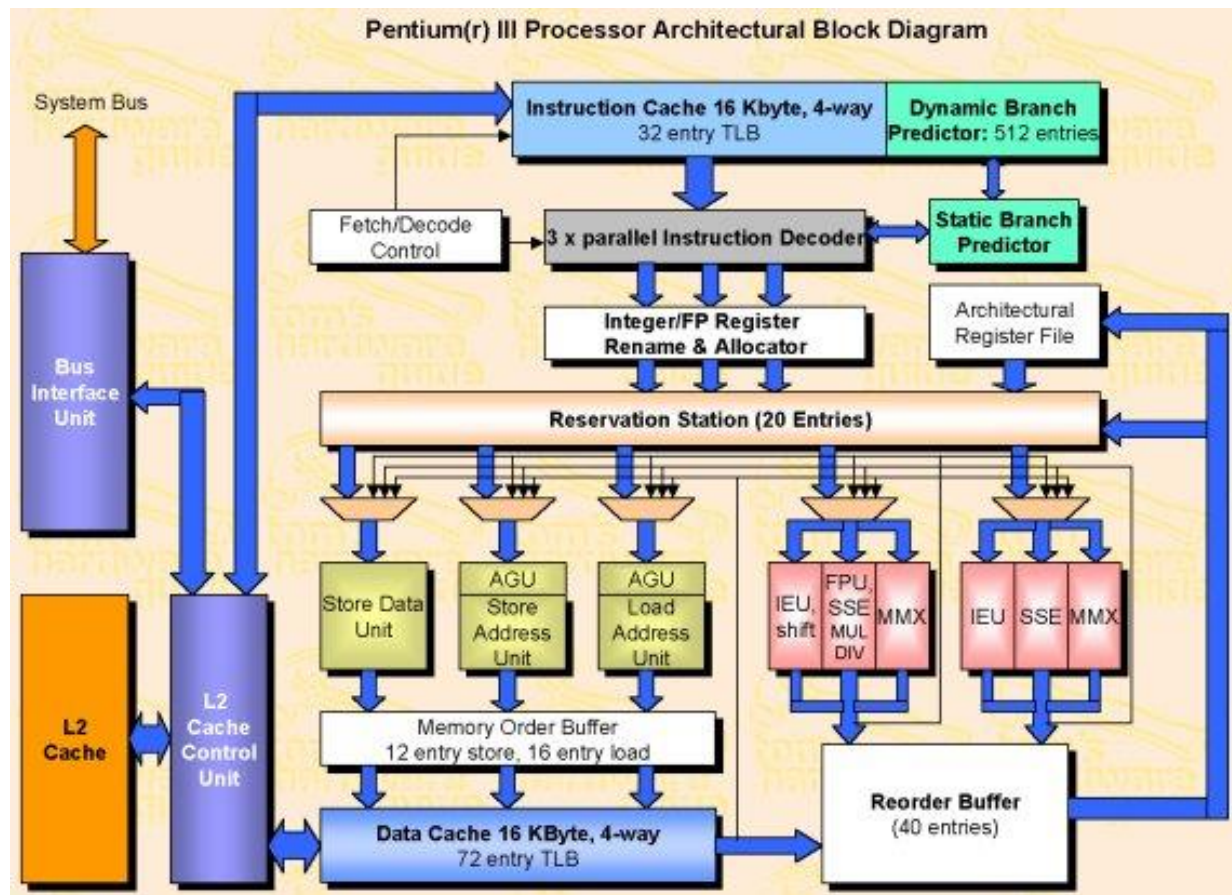 Pentium(r) III Processor Architectural Block Diagram
System Bus
Instruction Cache 16 Kbyte, 4-way
32 entry TLB
Dynamic Branch
Predictor: 512 entries
Fetch/Decode
Control
3 x parallel Instruction Decoder
Static Branch
Predictor
Integer/FP Register
Rename & Allocator
Architectural
Register File
Bus
Interface
Unit
Reservation Station (20 Entries)
Store Data
Unit
AGU
Store
Address
Unit
AGU
Load
Address
Unit
IEU,
shift
FPU,
SSE
MUL
DIV
MMX
IEU
SSE
MMX
L2
Cache
L2
Cache
Control
Unit
Memory Order Buffer
12 entry store, 16 entry load
Reorder Buffer
(40 entries)
Data Cache 16 KByte, 4-way
72 entry TLB